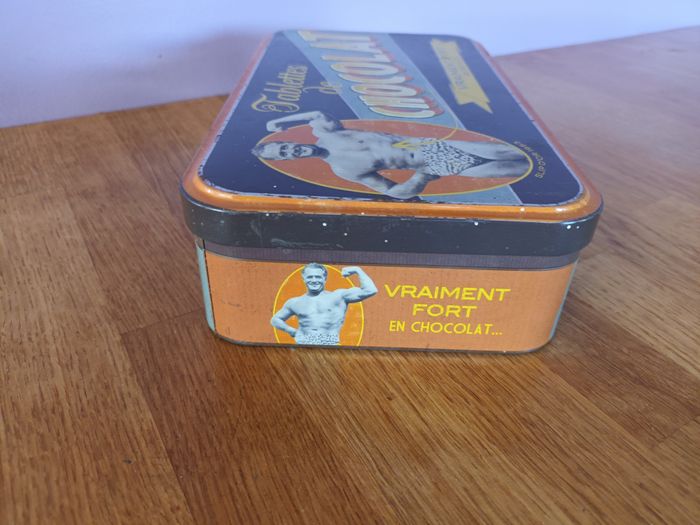 Tablettes
de
CHOCOLAT
VRAIMENT
FORT
EN CHOCOLAT...